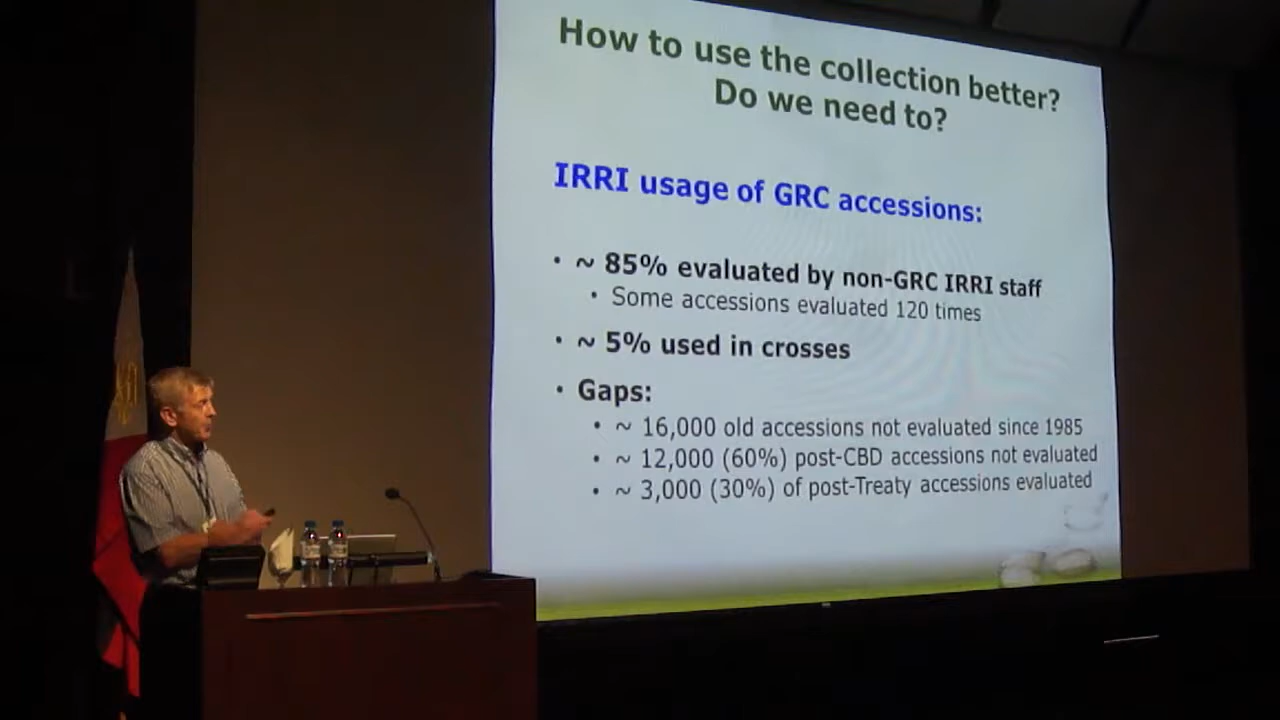 How to use the collection better?
Do we need to?
IRRI usage of GRC accessions:
• ~ 85% evaluated by non-GRC IRRI staff
• Some accessions evaluated 120 times
• ~ 5% used in crosses
• Gaps:
• ~ 16,000 old accessions not evaluated since 1985
• ~ 12,000 (60%) post-CBD accessions not evaluated
• ~ 3,000 (30%) of post-Treaty accessions evaluated